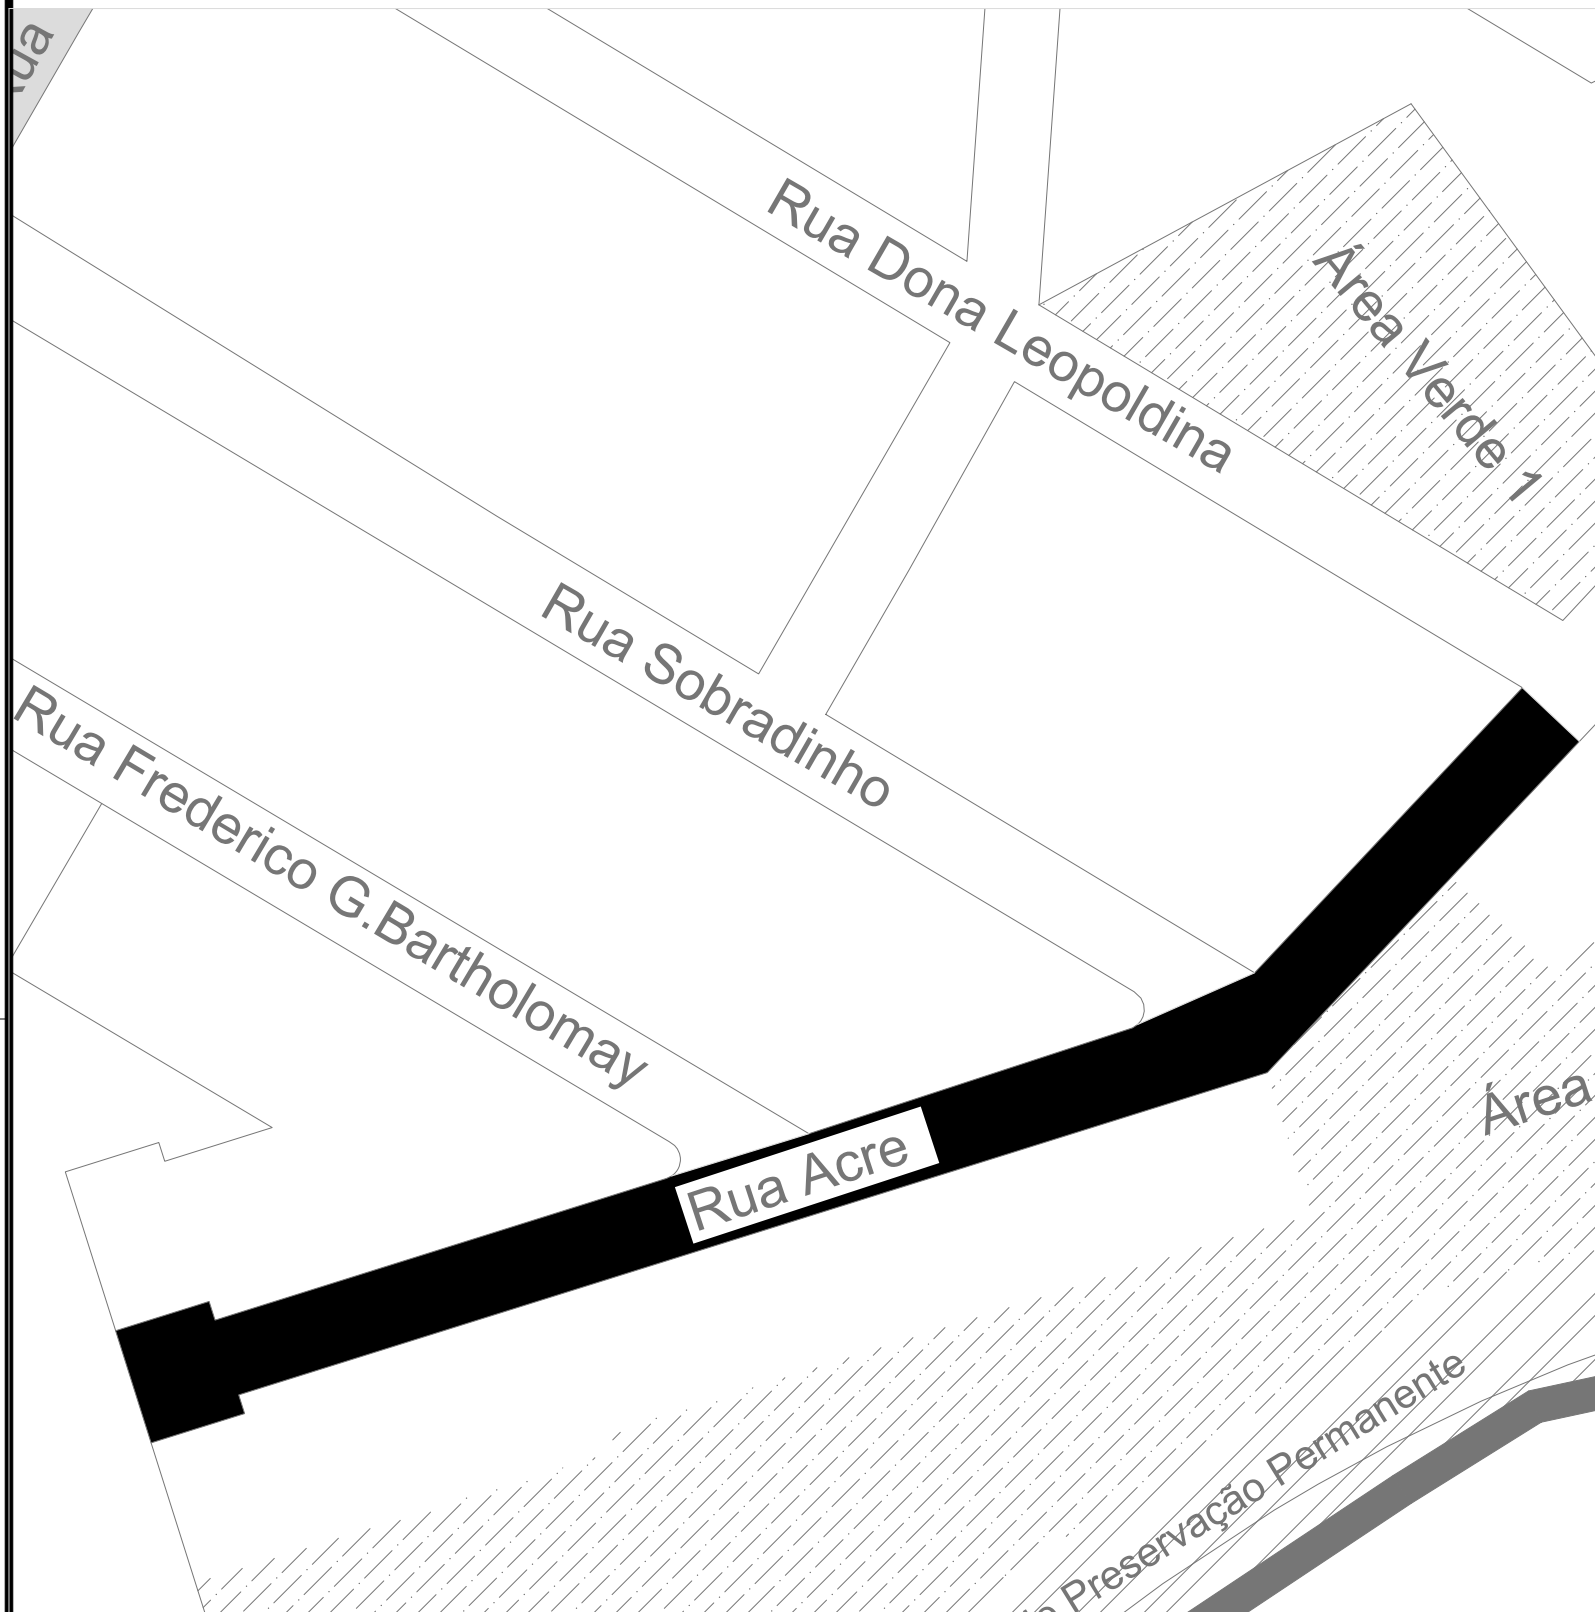 Rua Dona Leopoldina
Área Verde 1
Rua Sobradinho
Rua Frederico G.Bartholomay
Rua Acre
Área
Preservação Permanente